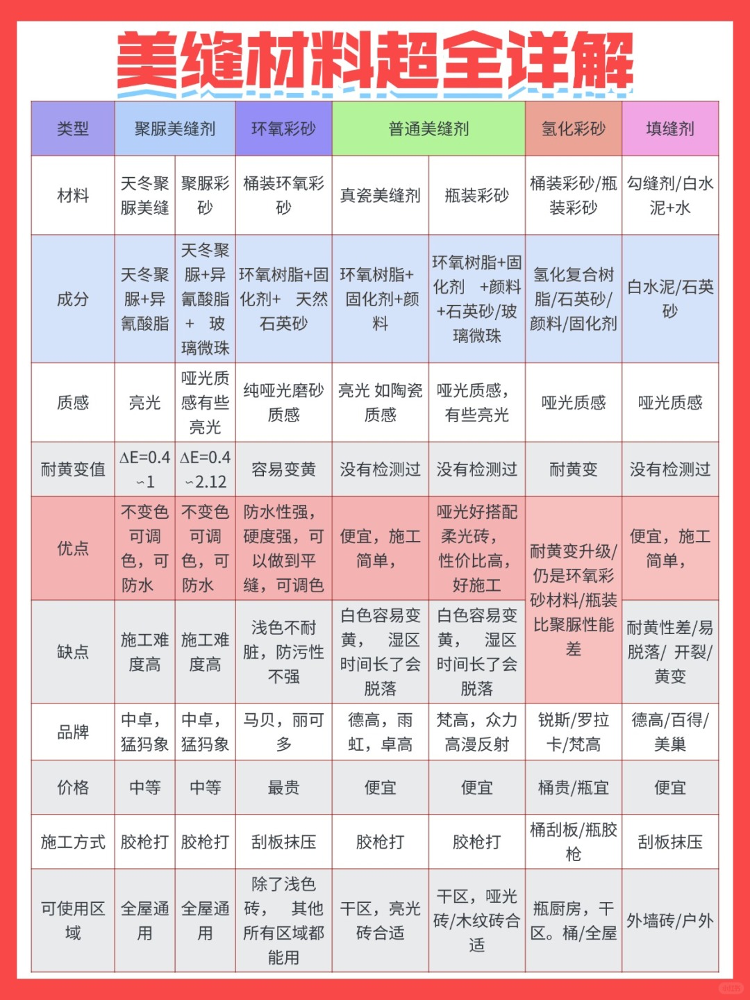 美缝材料超全详解
类型 聚脲美缝剂 环氧彩砂 普通美缝剂 氢化彩砂 填缝剂
材料
天冬聚
脲美缝
聚脲彩
砂
桶装环氧彩
砂
真瓷美缝剂
瓶装彩砂
桶装彩砂/瓶
装彩砂
勾缝剂/白水
泥+水
成分
天冬聚
脲+异
氰酸脂
天冬聚
脲+异
氰酸脂
+ 玻
璃微珠
环氧树脂+固
化剂+ 天然
石英砂
环氧树脂+
固化剂+颜
料
环氧树脂+固
化剂 +颜料
+石英砂/玻
璃微珠
氢化复合树
脂/石英砂/
颜料/固化剂
白水泥/石英
砂
质感
亮光
哑光质
感有些
亮光
纯哑光磨砂
质感
亮光 如陶瓷
质感
哑光质感，
有些亮光
哑光质感
哑光质感
耐黄变值
∆E=0.4
~1
∆E=0.4
~2.12
容易变黄
没有检测过
没有检测过
耐黄变
没有检测过
优点
不变色
可调
色，可
防水
不变色
可调
色，可
防水
防水性强，
硬度强，可
以做到平
缝，可调色
便宜，施工
简单，
哑光好搭配
柔光砖，
性价比高，
好施工
耐黄变升级/
仍是环氧彩
砂材料/瓶装
比聚脲性能
差
便宜，施工
简单，
缺点
施工难
度高
施工难
度高
浅色不耐
脏，防污性
不强
白色容易变
黄， 湿区
时间长了会
脱落
白色容易变
黄， 湿区
时间长了会
脱落
耐黄性差/易
脱落/ 开裂/
黄变
品牌
中卓，
猛犸象
中卓，
猛犸象
马贝，丽可
多
德高，雨
虹，卓高
梵高，众力
高漫反射
锐斯/罗拉
卡/梵高
德高/百得/
美巢
价格
中等
中等
最贵
便宜
便宜
桶贵/瓶宜
便宜
施工方式
胶枪打
胶枪打
刮板抹压
胶枪打
胶枪打
桶刮板/瓶胶
枪
刮板抹压
可使用区
域
全屋通
用
全屋通
用
除了浅色
砖， 其他
所有区域都
能用
干区，亮光
砖合适
干区，哑光
砖/木纹砖合
适
瓶厨房，干
区。桶/全屋
外墙砖/户外
小红书